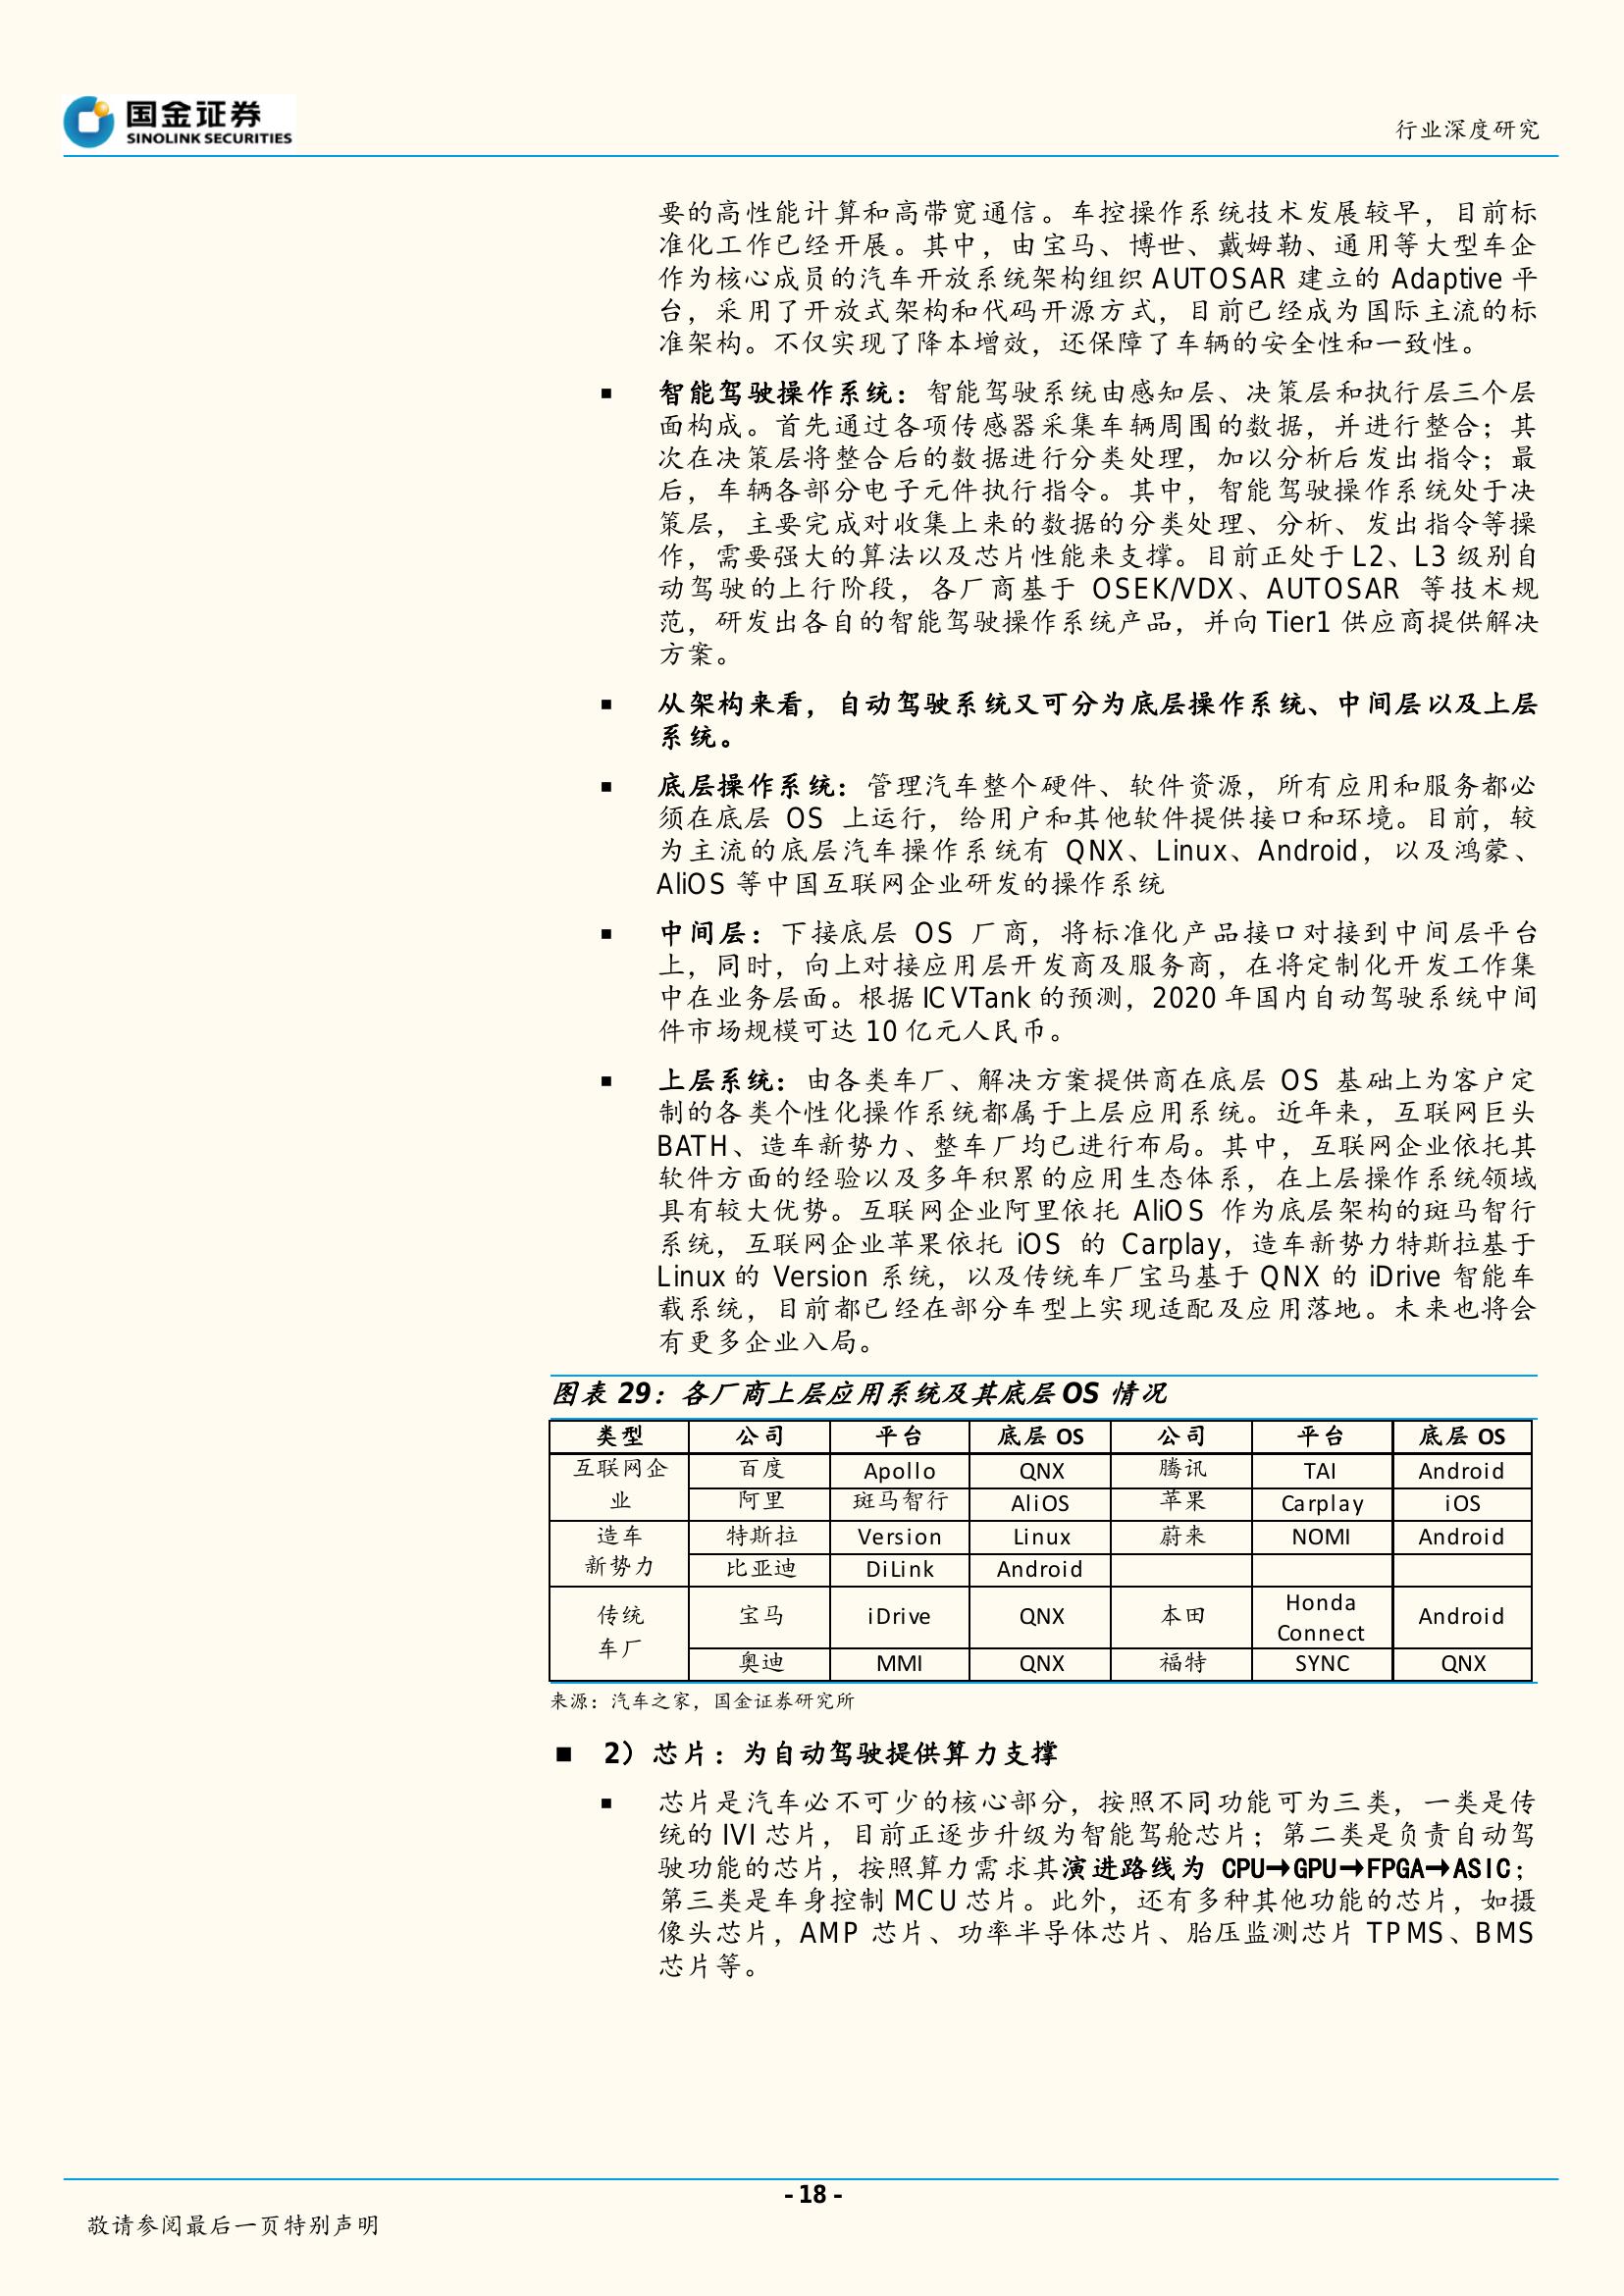 国金证券
SINOLINK SECURITIES
行业深度研究
要的高性能计算和高带宽通信。车控操作系统技术发展较早，目前标
准化工作已经开展。其中，由宝马、博世、戴姆勒、通用等大型车企
作为核心成员的汽车开放系统架构组织 AUTOSAR 建立的 Adaptive 平
台，采用了开放式架构和代码开源方式，目前已经成为国际主流的标
准架构。不仅实现了降本增效，还保障了车辆的安全性和一致性。
▪ 智能驾驶操作系统：智能驾驶系统由感知层、决策层和执行层三个层
面构成。首先通过各项传感器采集车辆周围的数据，并进行整合；其
次在决策层将整合后的数据进行分类处理，加以分析后发出指令；最
后，车辆各部分电子元件执行指令。其中，智能驾驶操作系统处于决
策层，主要完成对收集上来的数据的分类处理、分析、发出指令等操
作，需要强大的算法以及芯片性能来支撑。目前正处于 L2、L3 级别自
动驾驶的上行阶段，各厂商基于 OSEK/VDX、AUTOSAR 等技术规
范，研发出各自的智能驾驶操作系统产品，并向 Tier1 供应商提供解决
方案。
▪ 从架构来看，自动驾驶系统又可分为底层操作系统、中间层以及上层
系统。
▪ 底层操作系统：管理汽车整个硬件、软件资源，所有应用和服务都必
须在底层 OS 上运行，给用户和其他软件提供接口和环境。目前，较
为主流的底层汽车操作系统有 QNX、Linux、Android，以及鸿蒙、
AliOS 等中国互联网企业研发的操作系统
▪ 中间层：下接底层 OS 厂商，将标准化产品接口对接到中间层平台
上，同时，向上对接应用层开发商及服务商，在将定制化开发工作集
中在业务层面。根据 ICVTank 的预测，2020 年国内自动驾驶系统中间
件市场规模可达 10 亿元人民币。
▪ 上层系统：由各类车厂、解决方案提供商在底层 OS 基础上为客户定
制的各类个性化操作系统都属于上层应用系统。近年来，互联网巨头
BATH、造车新势力、整车厂均已进行布局。其中，互联网企业依托其
软件方面的经验以及多年积累的应用生态体系，在上层操作系统领域
具有较大优势。互联网企业阿里依托 AliOS 作为底层架构的斑马智行
系统，互联网企业苹果依托 iOS 的 Carplay，造车新势力特斯拉基于
Linux 的 Version 系统，以及传统车厂宝马基于 QNX 的 iDrive 智能车
载系统，目前都已经在部分车型上实现适配及应用落地。未来也将会
有更多企业入局。
图表 29：各厂商上层应用系统及其底层 OS 情况
类型 公司 平台 底层 OS 公司 平台 底层 OS
互联网企业 百度 Apollo QNX 腾讯 TAI Android
阿里 斑马智行 AliOS 苹果 Carplay iOS
造车新势力 特斯拉 Version Linux 蔚来 NOMI Android
比亚迪 DiLink Android
传统车厂 宝马 iDrive QNX 本田 Honda Connect Android
奥迪 MMI QNX 福特 SYNC QNX
来源：汽车之家，国金证券研究所
■ 2）芯片：为自动驾驶提供算力支撑
▪ 芯片是汽车必不可少的核心部分，按照不同功能可为三类，一类是传
统的 IVI 芯片，目前正逐步升级为智能驾舱芯片；第二类是负责自动驾
驶功能的芯片，按照算力需求其演进路线为 CPU→GPU→FPGA→ASIC；
第三类是车身控制 MCU 芯片。此外，还有多种其他功能的芯片，如摄
像头芯片，AMP 芯片、功率半导体芯片、胎压监测芯片 TPMS、BMS
芯片等。
- 18 -
敬请参阅最后一页特别声明